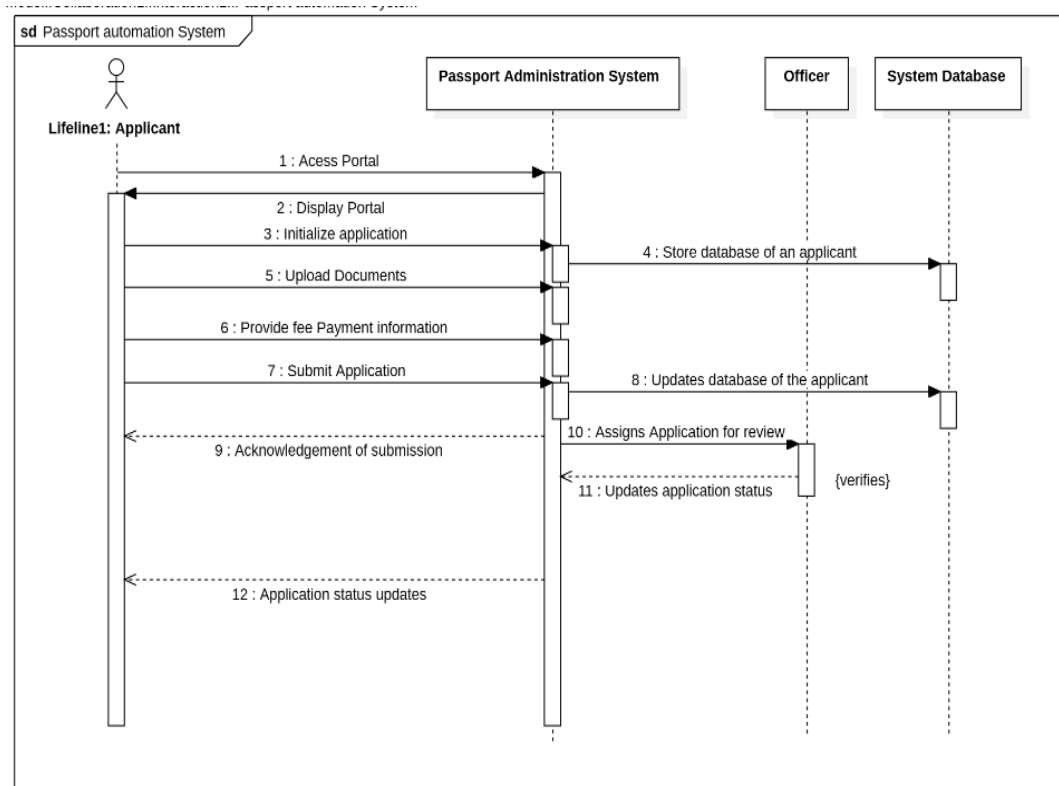 sd Passport automation System
Passport Administration System
Officer
System Database
Lifeline1: Applicant
1 : Acess Portal
2 : Display Portal
3 : Initialize application
4 : Store database of an applicant
5 : Upload Documents
6 : Provide fee Payment information
7 : Submit Application
8 : Updates database of the applicant
10 : Assigns Application for review
9 : Acknowledgement of submission
{verifies}
11 : Updates application status
12 : Application status updates